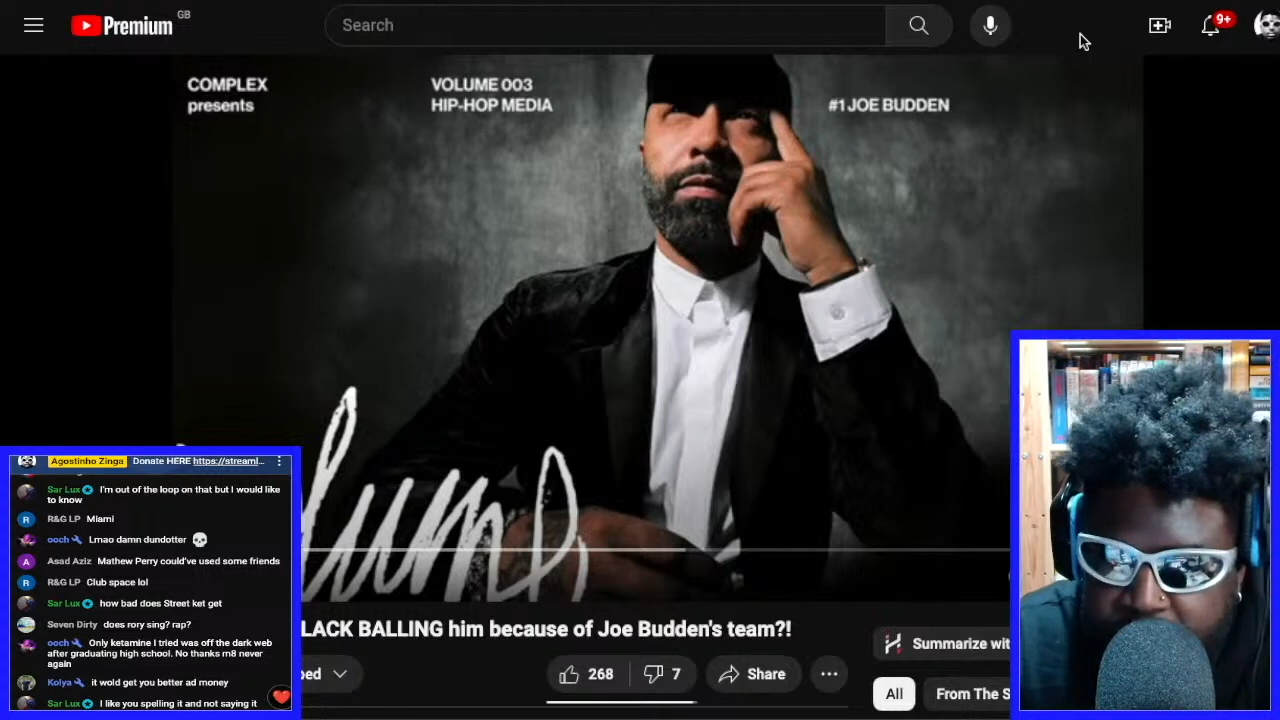 Premium GB
Search
9+
COMPLEX
presents
VOLUME 003
HIP-HOP MEDIA
#1 JOE BUDDEN
LACK BALLING him because of Joe Budden's team?!
268
7
Share
Summarize wit
All
From The S
Agostinho Zinga Donate HERE https://streaml...
Sar Lux I'm out of the loop on that but I would like
to know
R R&G LP Miami
ooch Lmao damn dundotter
A Asad Aziz Mathew Perry could've used some friends
R R&G LP Club space lol
Sar Lux how bad does Street ket get
Seven Dirty does rory sing? rap?
ooch Only ketamine I tried was off the dark web
after graduating high school. No thanks m8 never
again
Kolya it wold get you better ad money
Sar Lux I like you spelling it and not saying it